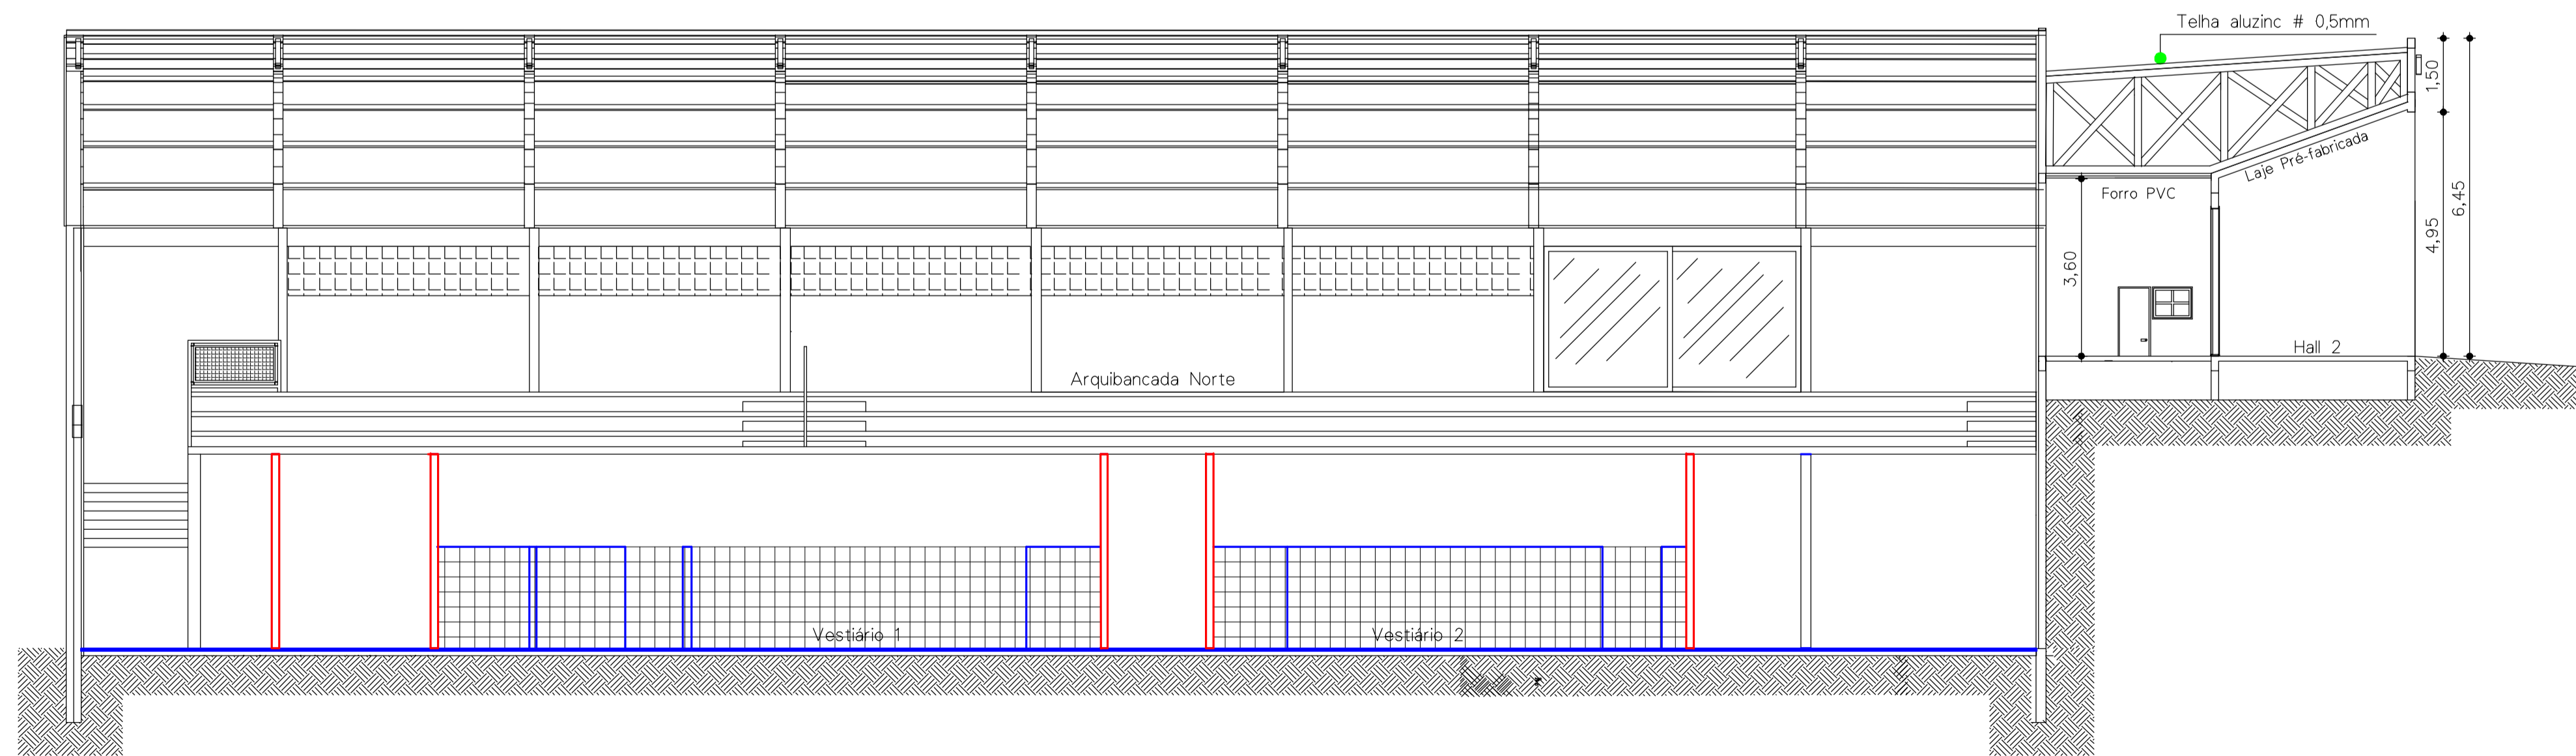 Telha aluzinc # 0,5mm
1,50
Laje Pré-fabricada
Forro PVC
6,45
4,95
3,60
Hall 2
Arquibancada Norte
Vestiário 1
Vestiário 2